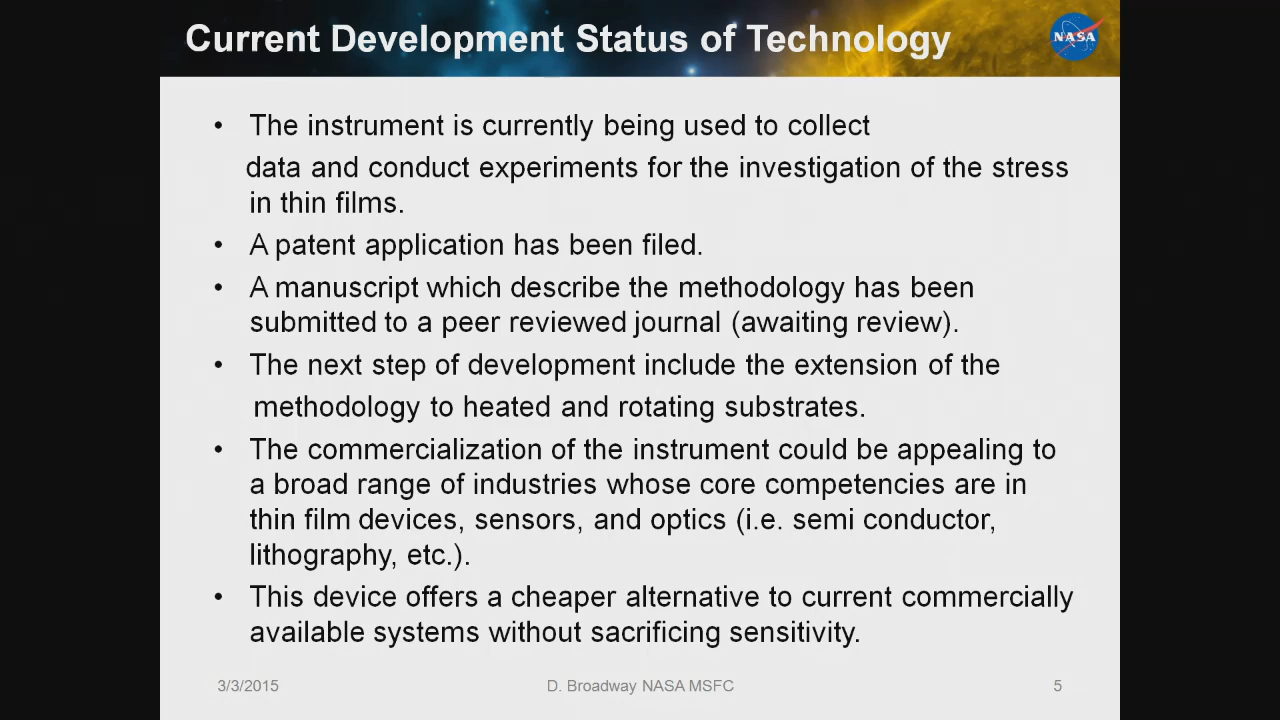 Current Development Status of Technology
NASA
• The instrument is currently being used to collect
data and conduct experiments for the investigation of the stress
in thin films.
• A patent application has been filed.
• A manuscript which describe the methodology has been
submitted to a peer reviewed journal (awaiting review).
• The next step of development include the extension of the
methodology to heated and rotating substrates.
• The commercialization of the instrument could be appealing to
a broad range of industries whose core competencies are in
thin film devices, sensors, and optics (i.e. semi conductor,
lithography, etc.).
• This device offers a cheaper alternative to current commercially
available systems without sacrificing sensitivity.
3/3/2015 D. Broadway NASA MSFC 5